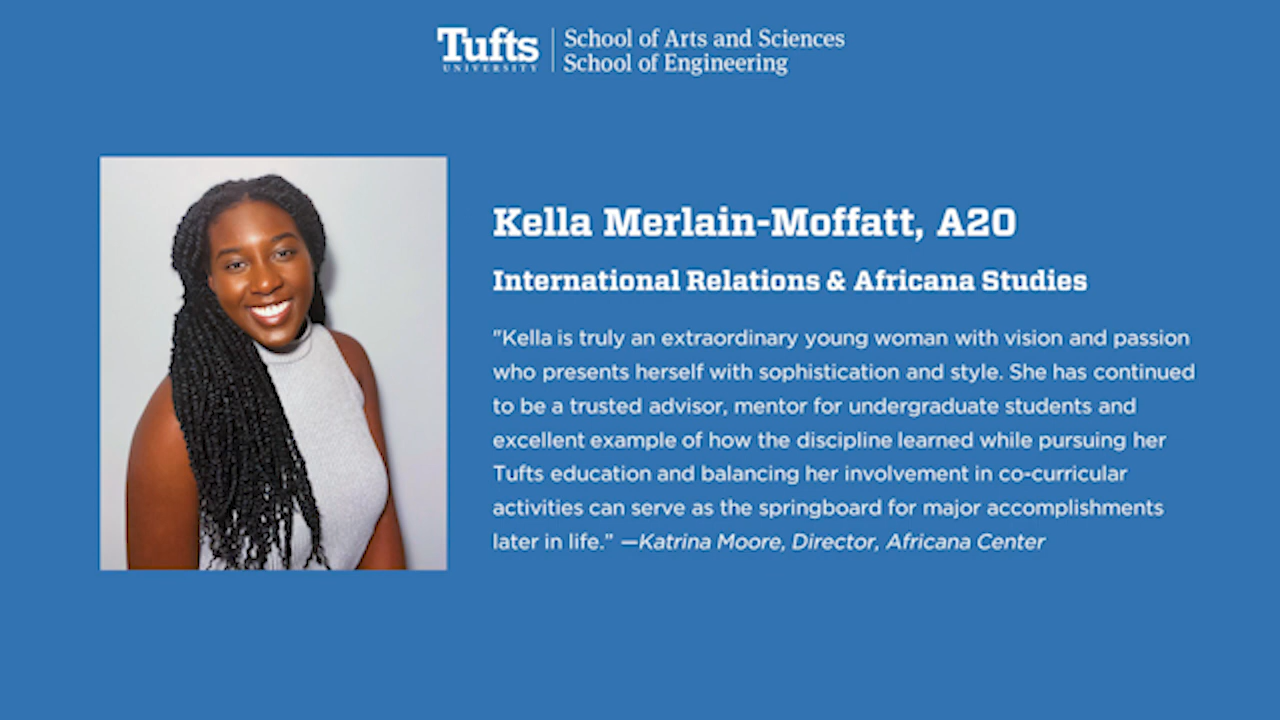 Tufts
UNIVERSITY
School of Arts and Sciences
School of Engineering
Kella Merlain-Moffatt, A20
International Relations & Africana Studies
"Kella is truly an extraordinary young woman with vision and passion
who presents herself with sophistication and style. She has continued
to be a trusted advisor, mentor for undergraduate students and
excellent example of how the discipline learned while pursuing her
Tufts education and balancing her involvement in co-curricular
activities can serve as the springboard for major accomplishments
later in life.” —Katrina Moore, Director, Africana Center